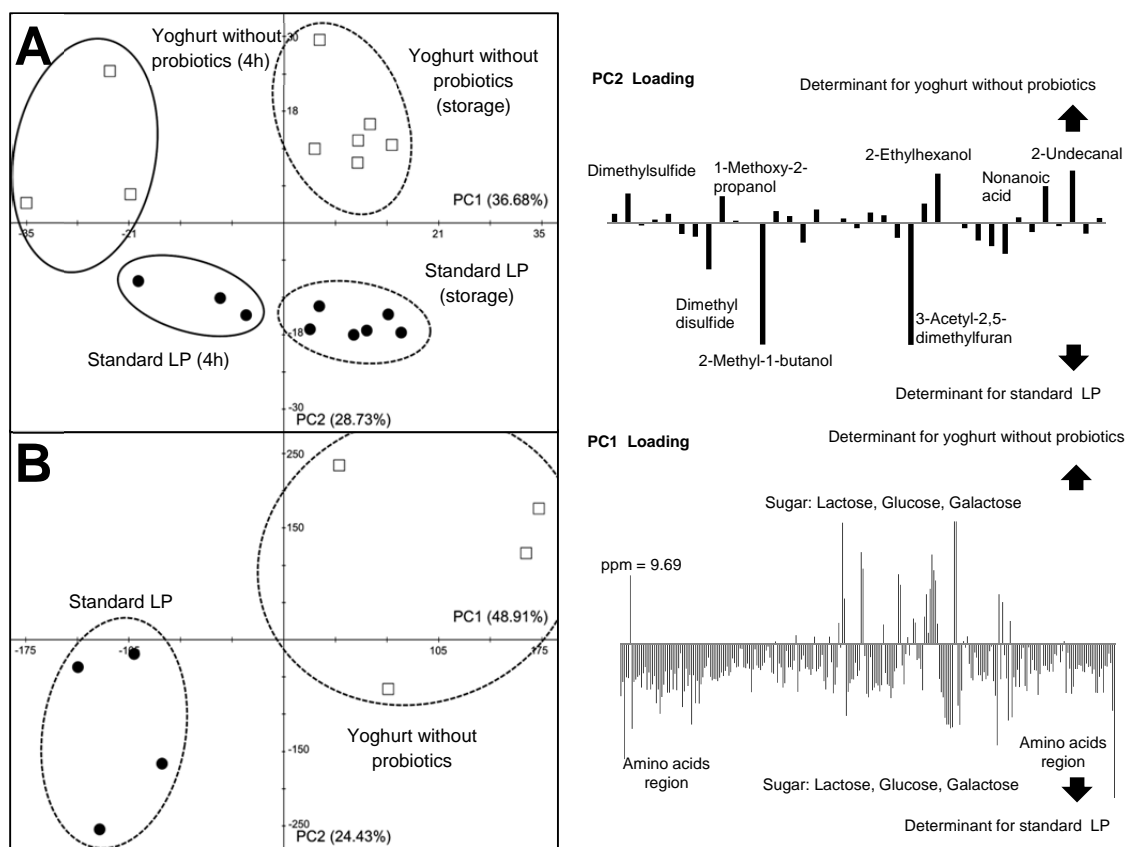 A
Yoghurt without
probiotics (4h)
Yoghurt without
probiotics
(storage)
30
18
PC1 (36.68%)
-35
-21
21
35
Standard LP
(storage)
-18
Standard LP (4h)
-30
PC2 (28.73%)
PC2 Loading
Determinant for yoghurt without probiotics
Dimethylsulfide
1-Methoxy-2-
propanol
2-Ethylhexanol
Nonanoic
acid
2-Undecanal
Dimethyl
disulfide
2-Methyl-1-butanol
3-Acetyl-2,5-
dimethylfuran
Determinant for standard LP
B
250
150
Standard LP
PC1 (48.91%)
-175
-105
105
175
Yoghurt without
probiotics
-150
-250
PC2 (24.43%)
PC1 Loading
Determinant for yoghurt without probiotics
Sugar: Lactose, Glucose, Galactose
ppm = 9.69
Amino acids
region
Amino acids
region
Sugar: Lactose, Glucose, Galactose
Determinant for standard LP